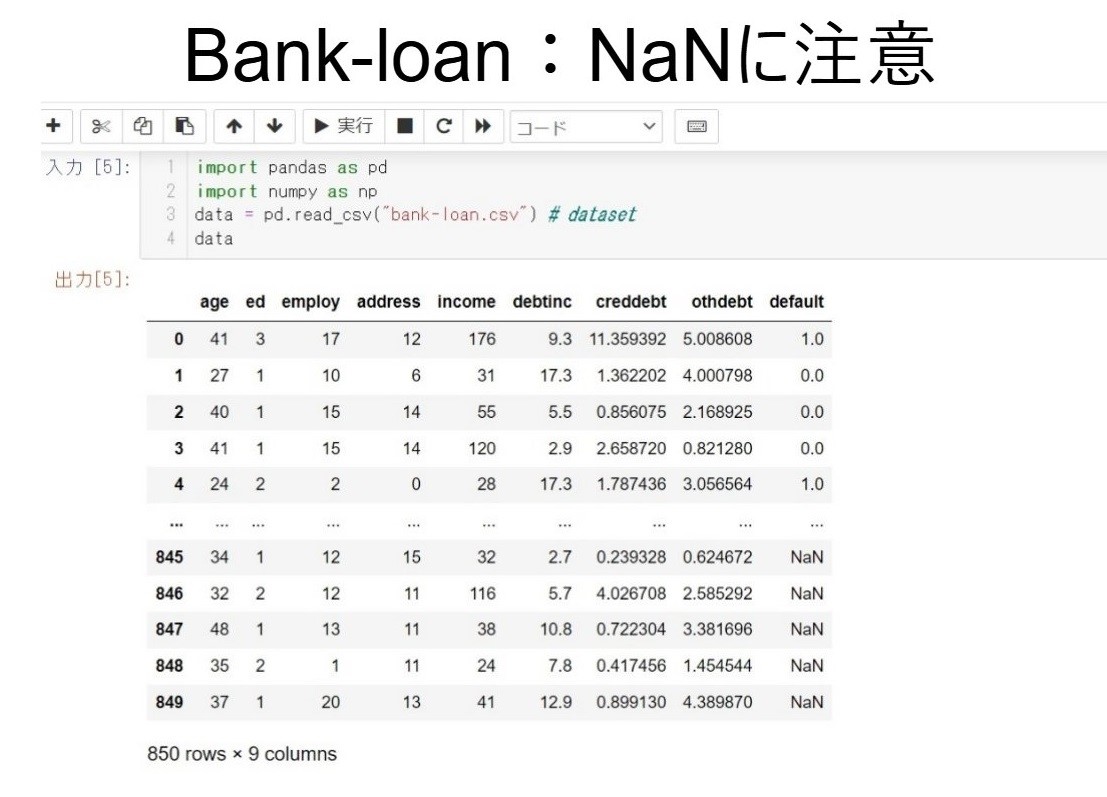 Bank-loan：NaNに注意
実行 コード
入力 [5]:
1 import pandas as pd
2 import numpy as np
3 data = pd.read_csv("bank-loan.csv") # dataset
4 data
出力[5]:
age ed employ address income debtinc creddebt othdebt default
0 41 3 17 12 176 9.3 11.359392 5.008608 1.0
1 27 1 10 6 31 17.3 1.362202 4.000798 0.0
2 40 1 15 14 55 5.5 0.856075 2.168925 0.0
3 41 1 15 14 120 2.9 2.658720 0.821280 0.0
4 24 2 2 0 28 17.3 1.787436 3.056564 1.0
... ... ... ... ... ... ... ... ... ...
845 34 1 12 15 32 2.7 0.239328 0.624672 NaN
846 32 2 12 11 116 5.7 4.026708 2.585292 NaN
847 48 1 13 11 38 10.8 0.722304 3.381696 NaN
848 35 2 1 11 24 7.8 0.417456 1.454544 NaN
849 37 1 20 13 41 12.9 0.899130 4.389870 NaN
850 rows × 9 columns